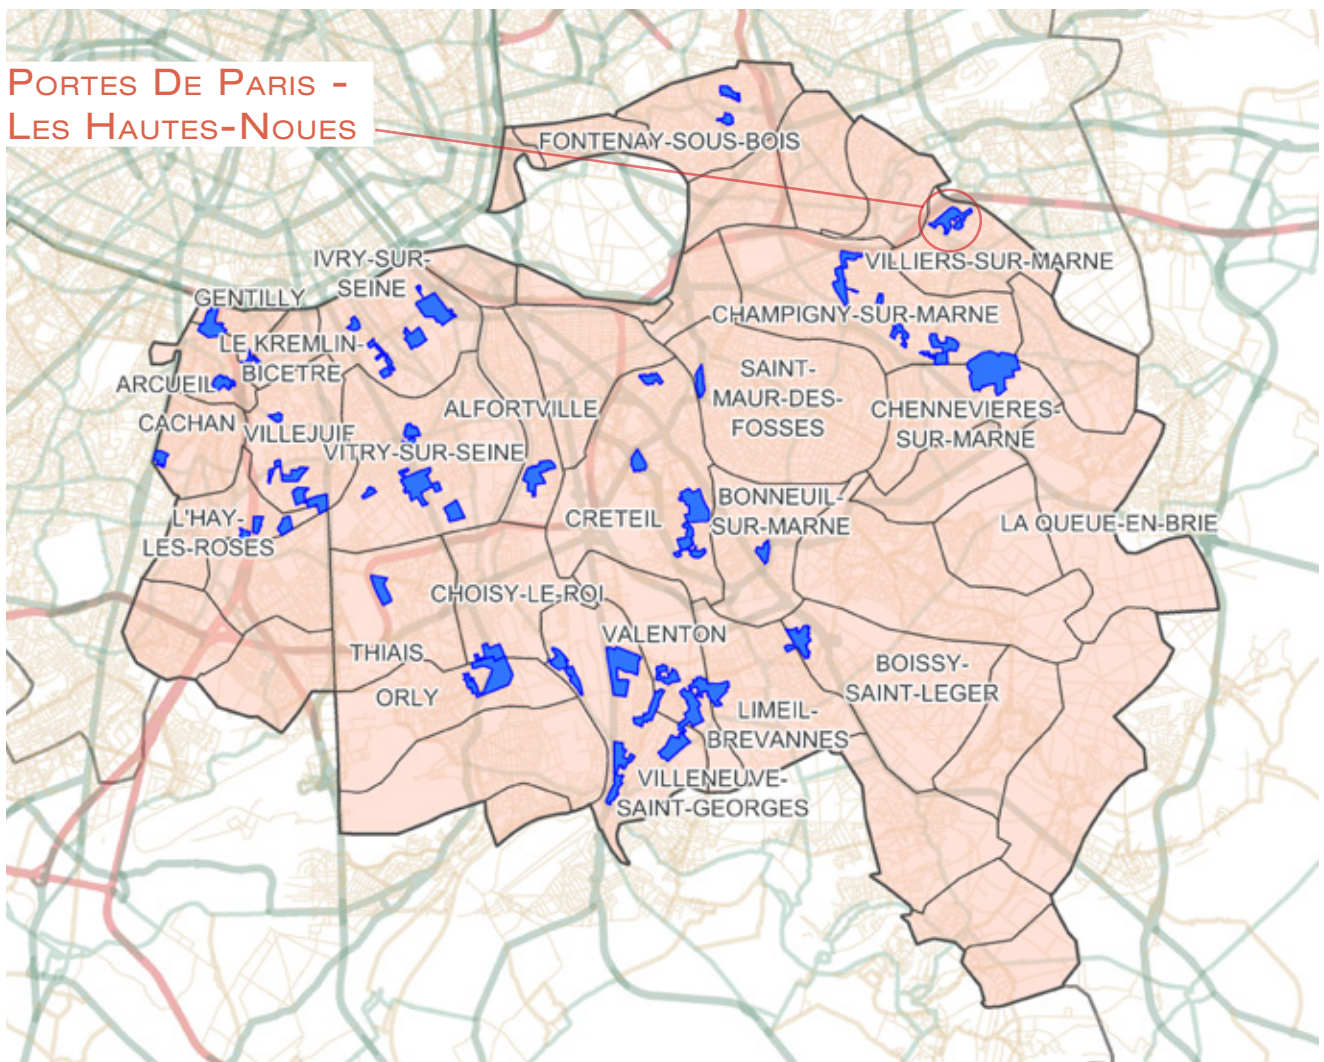 PORTES DE PARIS -
LES HAUTES-NOUES
FONTENAY-SOUS-BOIS
IVRY-SUR-
SEINE
VILLIERS-SUR-MARNE
GENTILLY
CHAMPIGNY-SUR-MARNE
LE KREMLIN-
BICETRE
ARCUEIL
SAINT-
MAUR-DES-
FOSSES
CACHAN
ALFORTVILLE
CHENNEVIERES-
SUR-MARNE
VILLEJUIF
VITRY-SUR-SEINE
L'HAY-
LES-ROSES
CRETEIL
BONNEUIL-
SUR-MARNE
LA QUEUE-EN-BRIE
CHOISY-LE-ROI
THIAIS
VALENTON
ORLY
BOISSY-
SAINT-LEGER
LIMEIL-
BREVANNES
VILLENEUVE-
SAINT-GEORGES